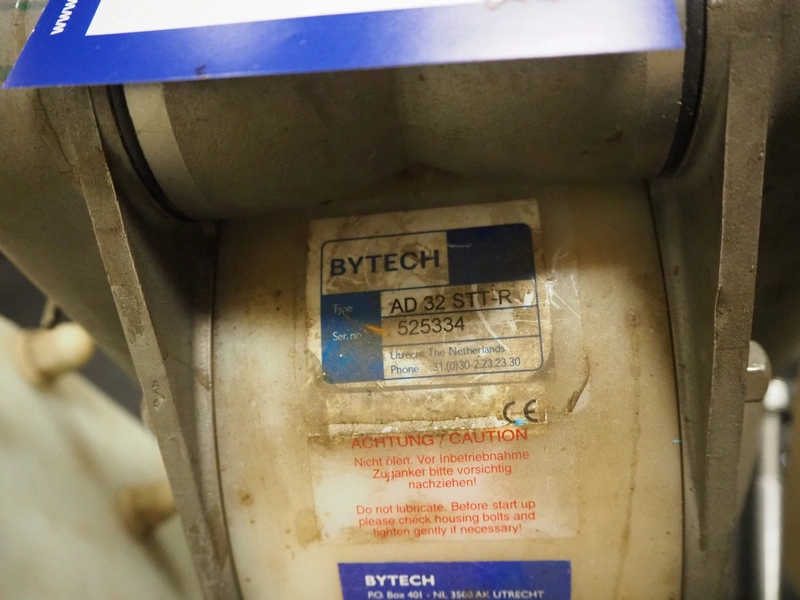 www
BYTECH
Type AD 32 STT-R
Ser. no 525334
Utrecht, The Netherlands
Phone 31.(0)30-2.23.23.30
CE
ACHTUNG / CAUTION
Nicht ölen. Vor Inbetriebnahme
bitte vorsichtig
nachziehen!
Do not lubricate. Before start up
please check housing bolts and
tighten gently if necessary!
BYTECH
P.O. Box 401 - NL 3500 AK UTRECHT